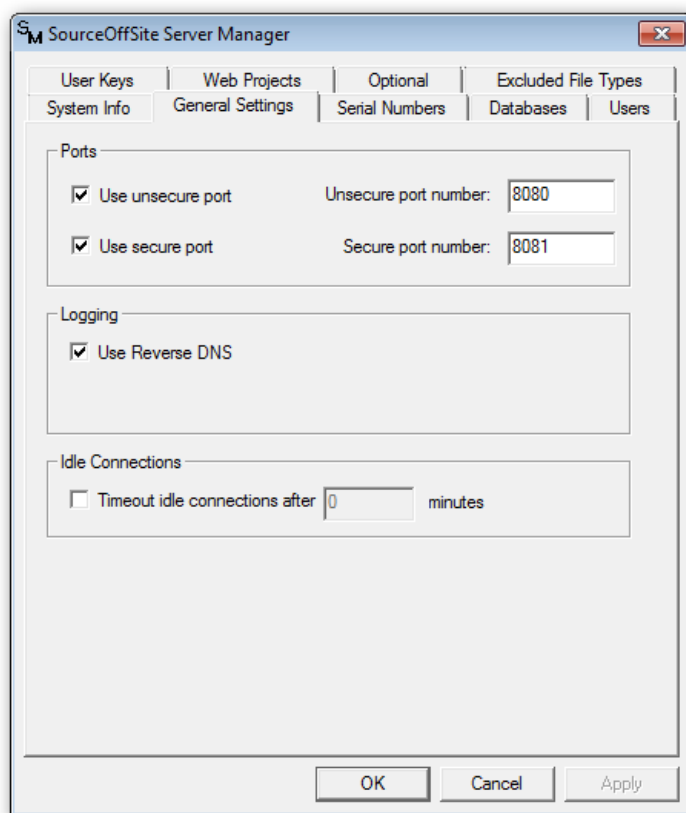 SM SourceOffSite Server Manager
User Keys Web Projects Optional Excluded File Types
System Info General Settings Serial Numbers Databases Users
Ports
Use unsecure port Unsecure port number: 8080
Use secure port Secure port number: 8081
Logging
Use Reverse DNS
Idle Connections
Timeout idle connections after 0 minutes
OK Cancel Apply